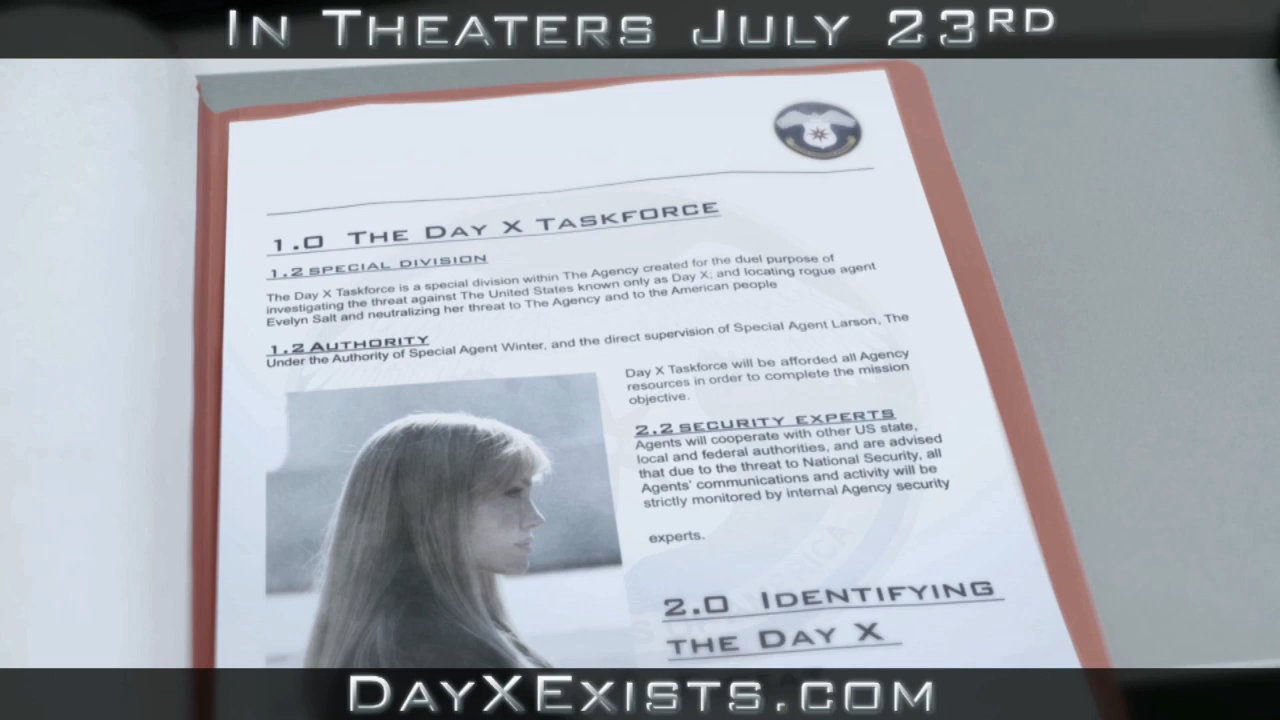 In Theaters July 23rd
1.0 The Day X Taskforce
1.2 Special Division
The Day X Taskforce is a special division within The Agency created for the duel purpose of
investigating the threat against The United States known only as Day X; and locating rogue agent
Evelyn Salt and neutralizing her threat to The Agency and to the American people
1.2 Authority
Under the Authority of Special Agent Winter, and the direct supervision of Special Agent Larson, The
Day X Taskforce will be afforded all Agency
resources in order to complete the mission
objective.
2.2 Security Experts
Agents will cooperate with other US state,
local and federal authorities, and are advised
that due to the threat to National Security, all
Agents' communications and activity will be
strictly monitored by internal Agency security
experts.
2.0 Identifying
the Day X
DayXExists.com